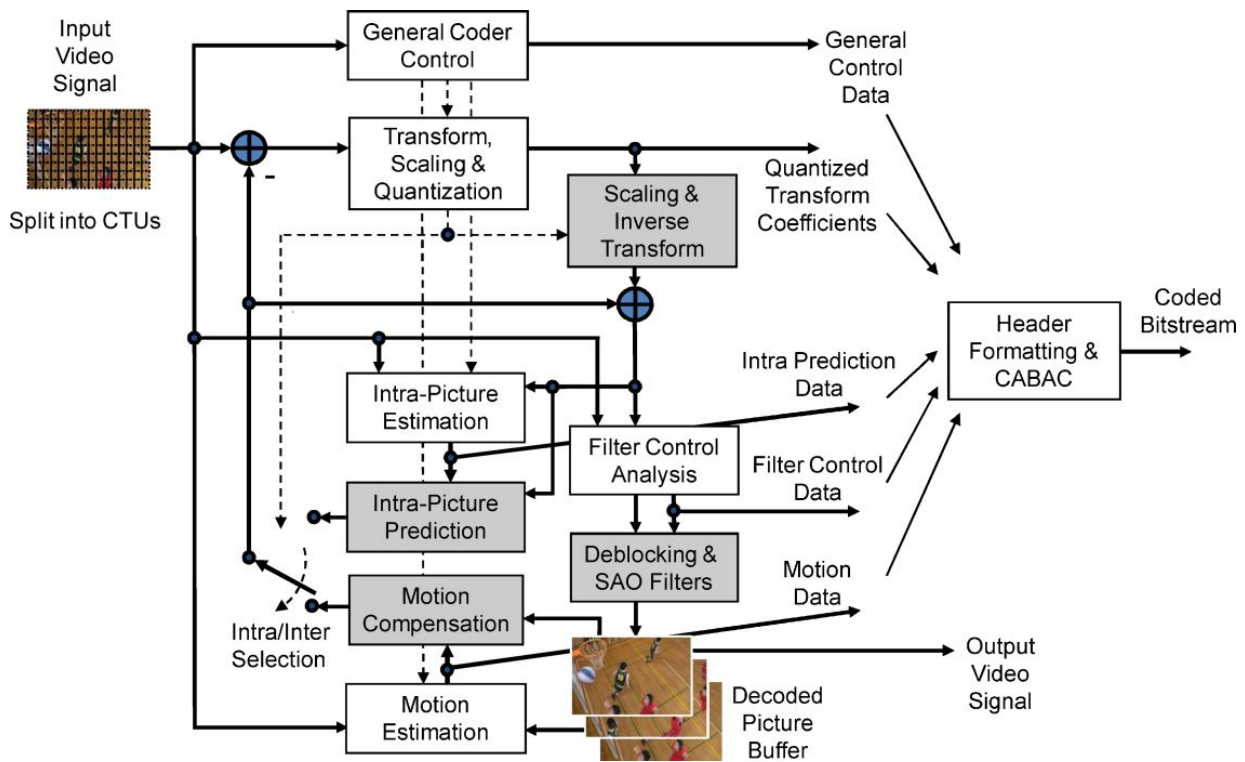 Input
Video
Signal
Split into CTUs
General Coder
Control
Transform,
Scaling &
Quantization
-
Scaling &
Inverse
Transform
General
Control
Data
Quantized
Transform
Coefficients
Intra-Picture
Estimation
Intra-Picture
Prediction
Filter Control
Analysis
Deblocking &
SAO Filters
Motion
Compensation
Motion
Estimation
Intra/Inter
Selection
Intra Prediction
Data
Filter Control
Data
Motion
Data
Header
Formatting &
CABAC
Coded
Bitstream
Output
Video
Signal
Decoded
Picture
Buffer